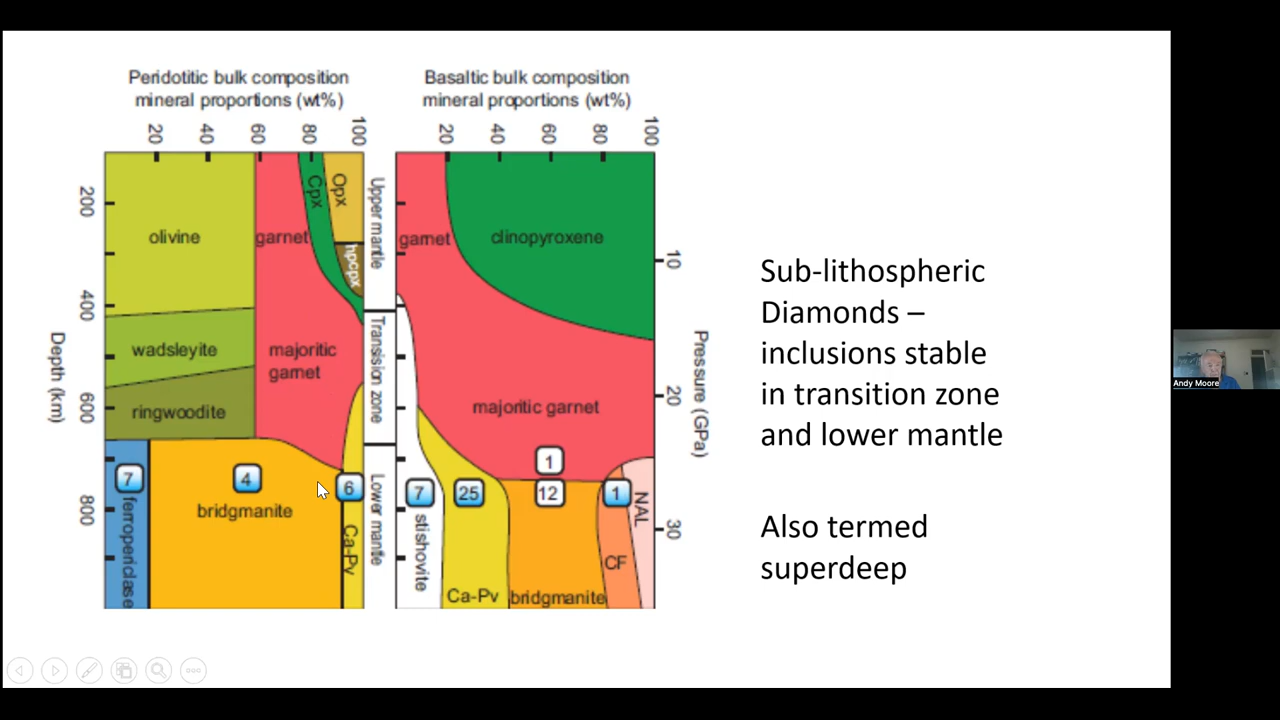 Peridotitic bulk composition
mineral proportions (wt%)
20 40 60 80 100
Basaltic bulk composition
mineral proportions (wt%)
20 40 60 80 100
Depth (km)
200
400
600
800
olivine
garnet
Cpx
Opx
hpcpx
wadsleyite
majoritic
garnet
ringwoodite
7
4
6
ferropericlase
bridgmanite
Ca-Pv
Upper mantle
Transision zone
Lower mantle
garnet
clinopyroxene
majoritic garnet
1
7
25
12
1
NAL
stishovite
CF
Ca-Pv
bridgmanite
10
20
30
Pressure (GPa)
Sub-lithospheric
Diamonds –
inclusions stable
in transition zone
and lower mantle
Also termed
superdeep
Andy Moore